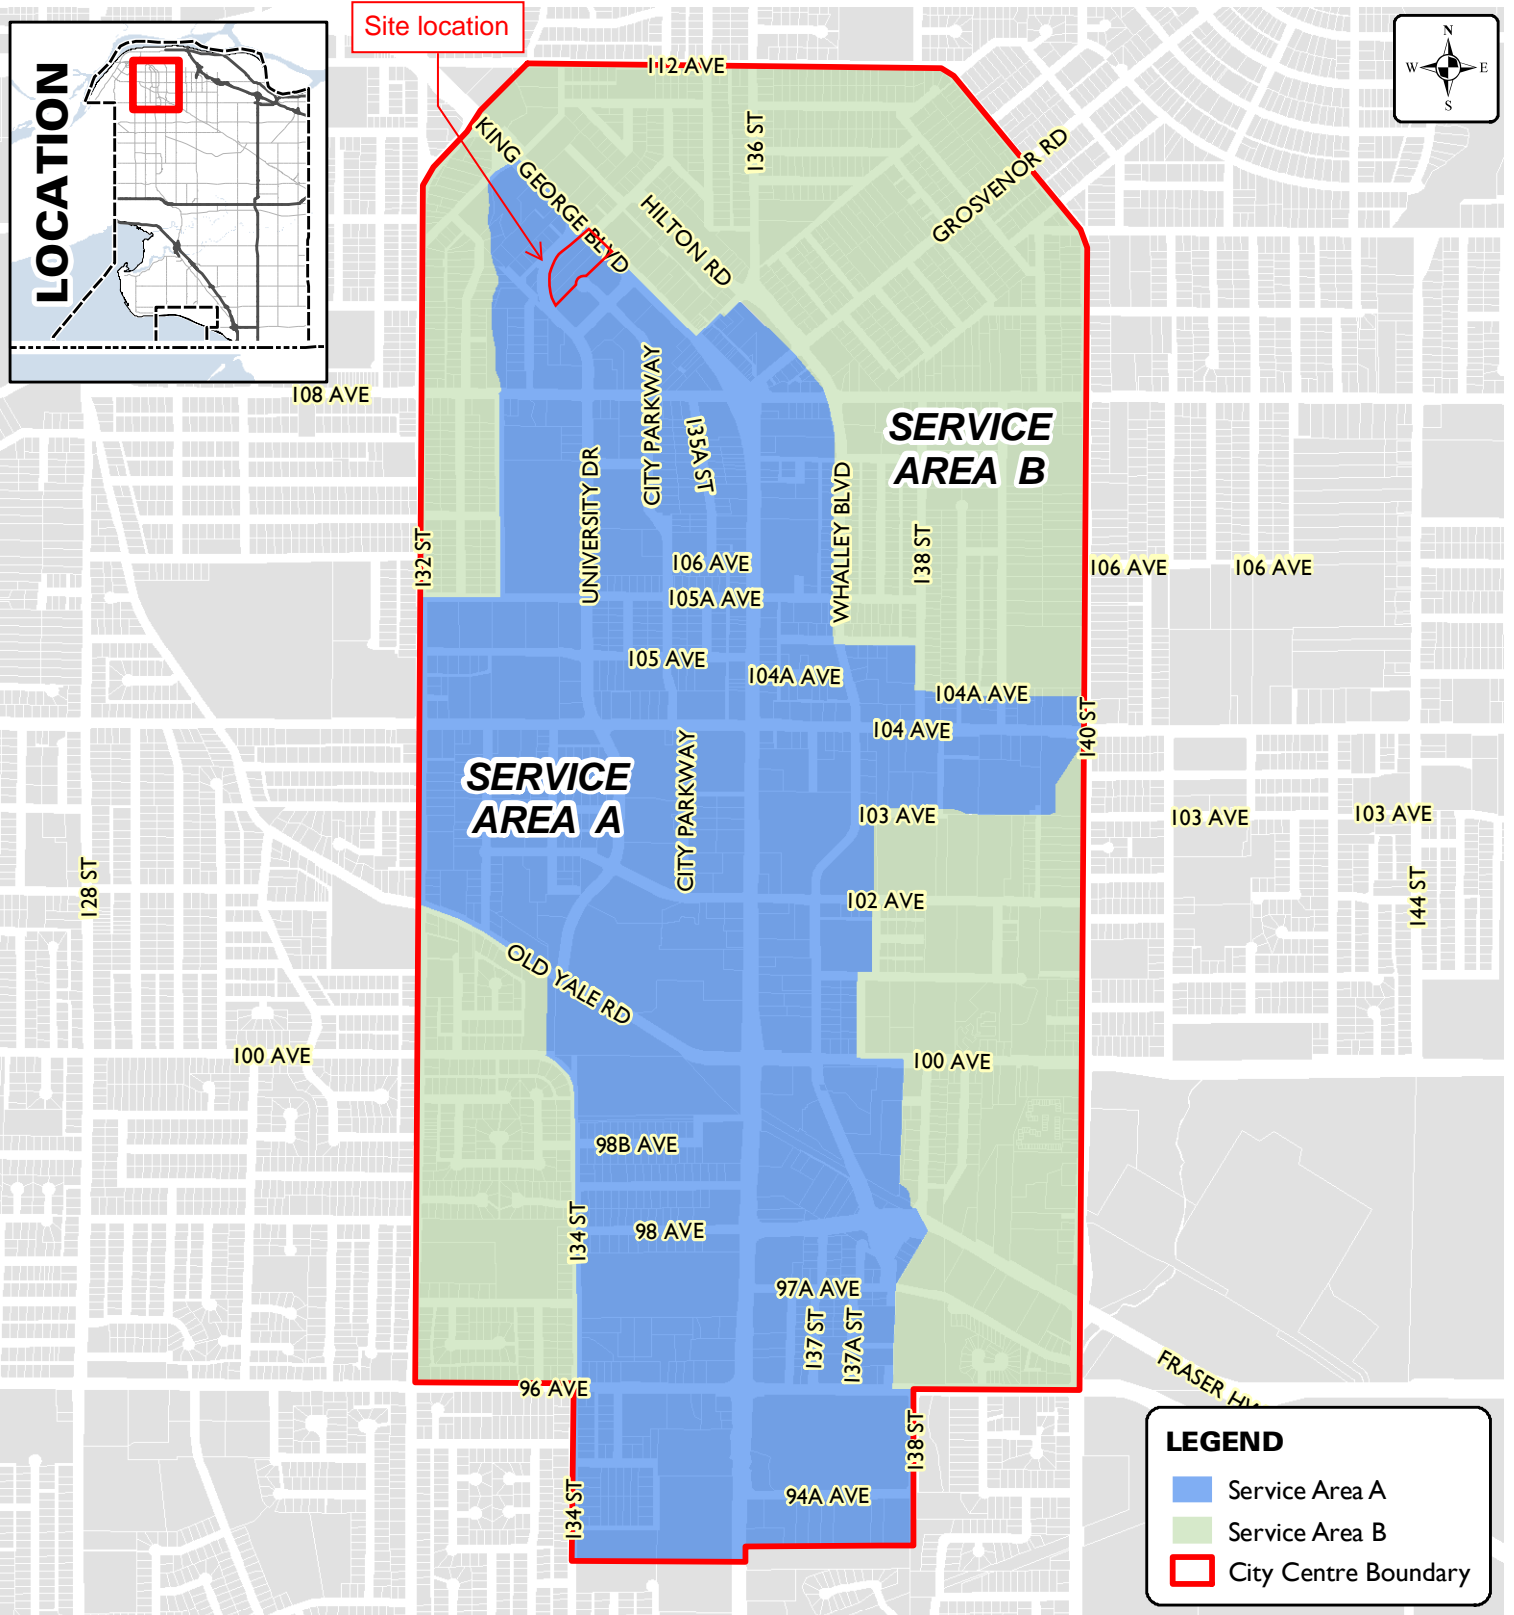 Site location
LOCATION
N
W E
S
112 AVE
KING GEORGE BLVD
136 ST
HILTON RD
GROSVENOR RD
108 AVE
CITY PARKWAY
135A ST
SERVICE
AREA B
UNIVERSITY DR
WHALLEY BLVD
132 ST
138 ST
106 AVE
106 AVE
106 AVE
105A AVE
105 AVE
104A AVE
104A AVE
104 AVE
140 ST
SERVICE
AREA A
CITY PARKWAY
103 AVE
103 AVE
103 AVE
128 ST
102 AVE
144 ST
OLD YALE RD
100 AVE
100 AVE
98B AVE
134 ST
98 AVE
97A AVE
137 ST
137A ST
96 AVE
FRASER HW
138 ST
94A AVE
134 ST
LEGEND
Service Area A
Service Area B
City Centre Boundary